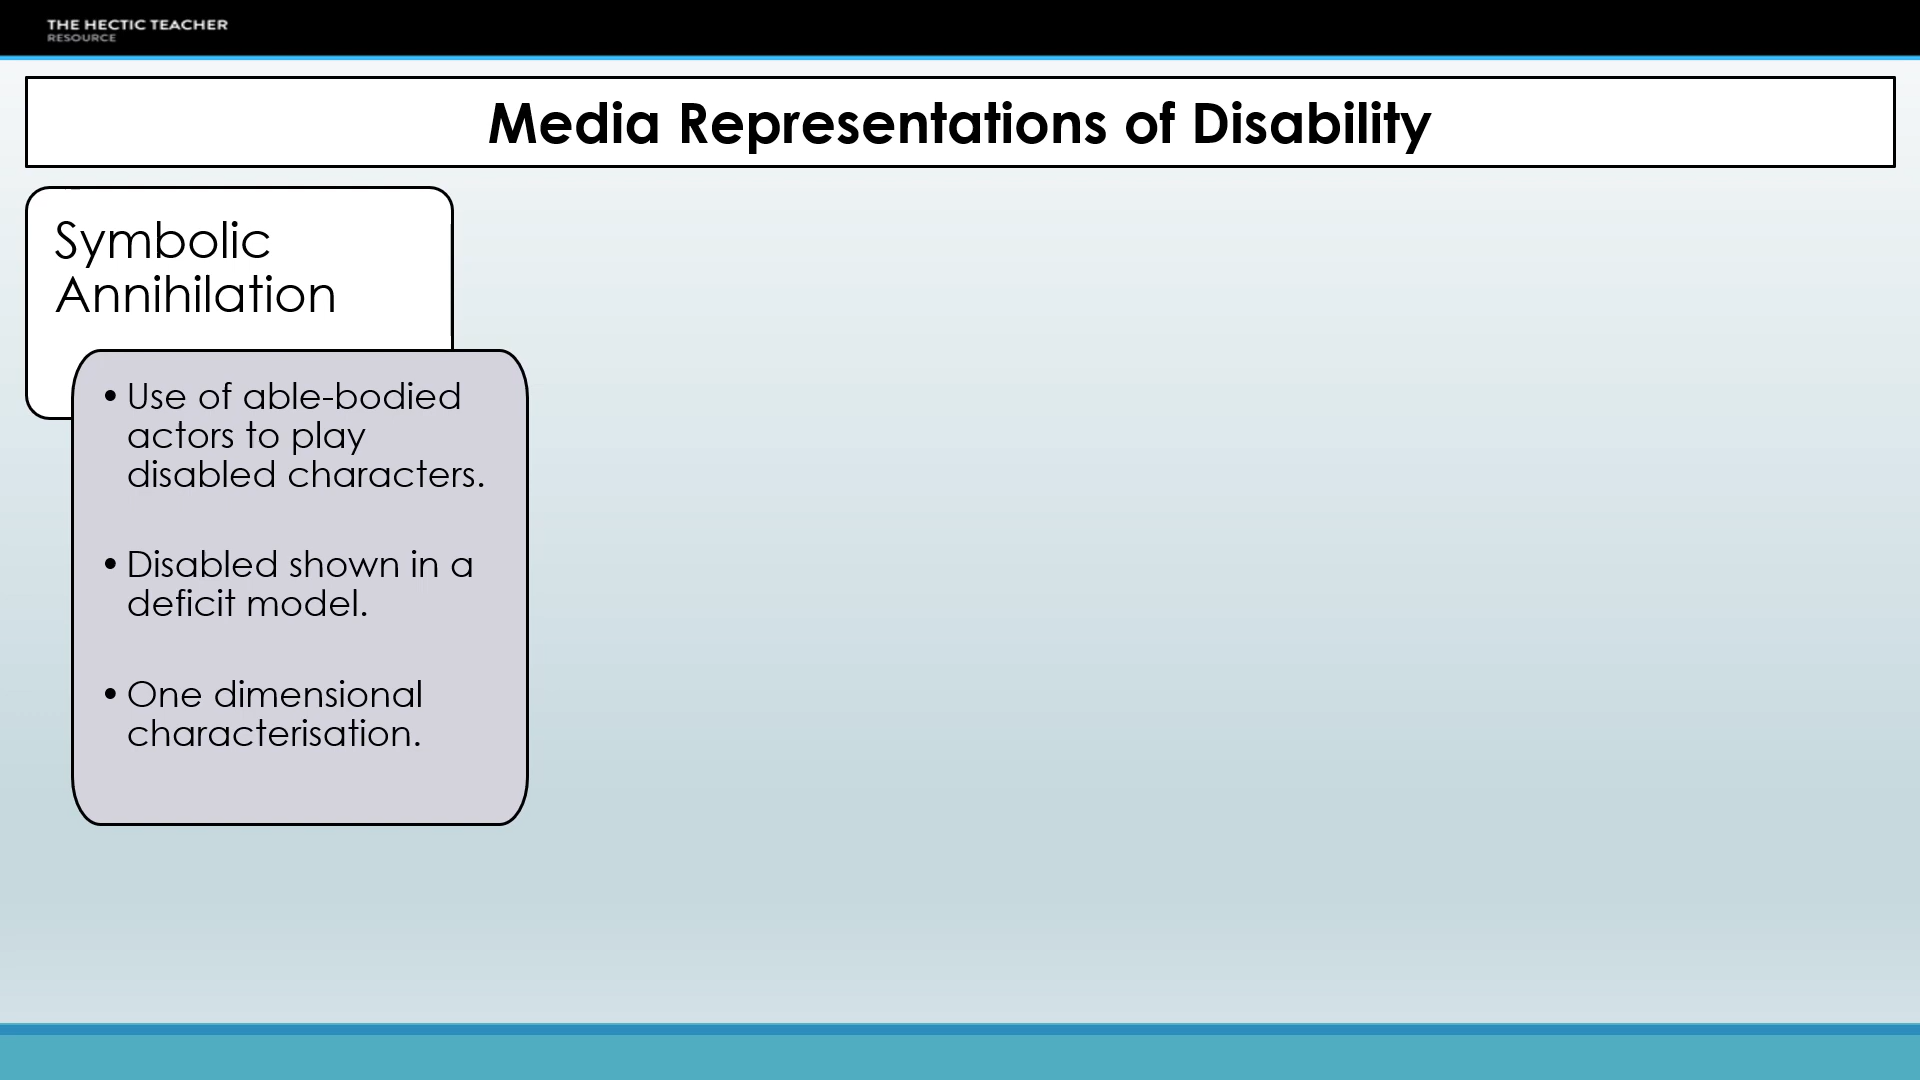 THE HECTIC TEACHER
RESOURCE
Media Representations of Disability
Symbolic
Annihilation
• Use of able-bodied
actors to play
disabled characters.
• Disabled shown in a
deficit model.
• One dimensional
characterisation.